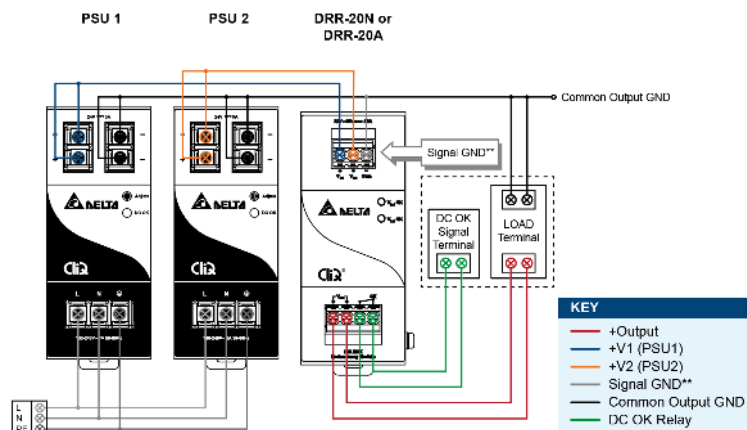 PSU 1
PSU 2
DRR-20N or
DRR-20A
Common Output GND
Signal GND**
DELTA
DELTA
DELTA
DC OK
Signal
Terminal
LOAD
Terminal
CliQ
CliQ
CliQ
L N
L N
KEY
+Output
+V1 (PSU1)
+V2 (PSU2)
Signal GND**
Common Output GND
DC OK Relay
L
N
PE